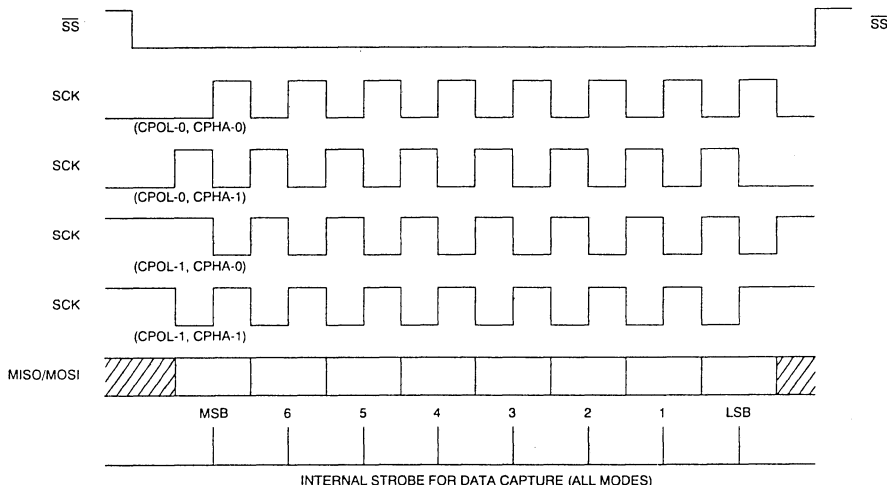 SS SS
SCK
(CPOL-0, CPHA-0)
SCK
(CPOL-0, CPHA-1)
SCK
(CPOL-1, CPHA-0)
SCK
(CPOL-1, CPHA-1)
MISO/MOSI
MSB 6 5 4 3 2 1 LSB
INTERNAL STROBE FOR DATA CAPTURE (ALL MODES)